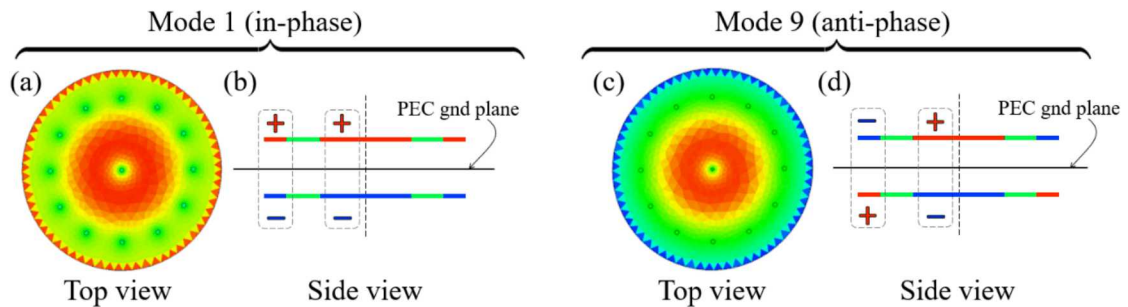 Mode 1 (in-phase)
Mode 9 (anti-phase)
(a)
(b)
+ +
- -
(c)
(d)
PEC gnd plane
- +
+ -
PEC gnd plane
Top view
Side view
Top view
Side view